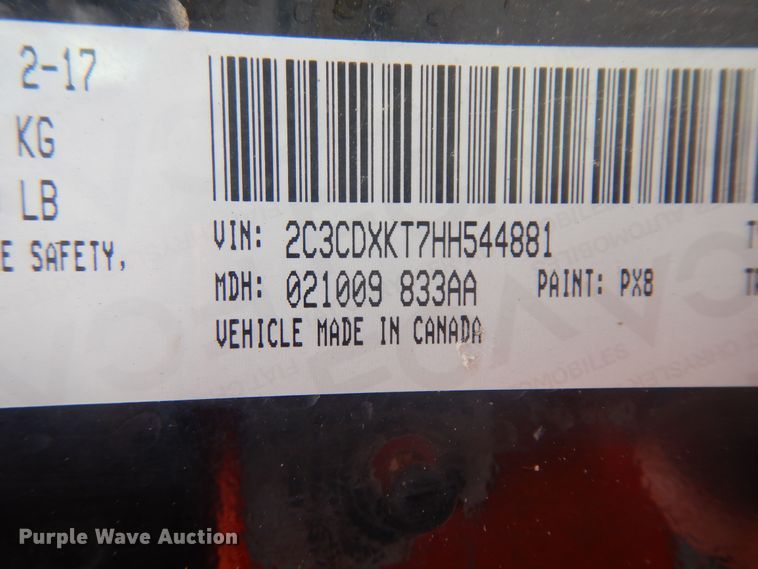 2-17
KG
LB
E SAFETY,
VIN: 2C3CDXKT7HH544881
MDH: 021009 833AA PAINT: PX8
VEHICLE MADE IN CANADA
Purple Wave Auction